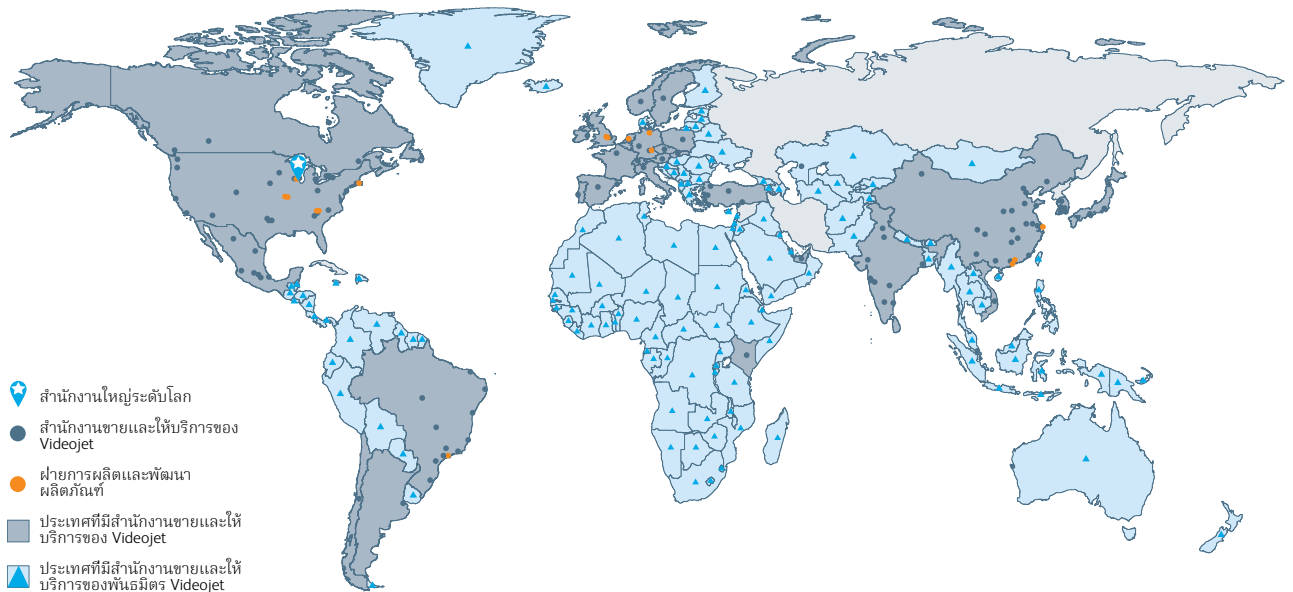 สำนักงานใหญ่ระดับโลก
สำนักงานขายและให้บริการของ
Videojet
ฝ่ายการผลิตและพัฒนา
ผลิตภัณฑ์
ประเทศที่มีสำนักงานขายและให้
บริการของ Videojet
ประเทศที่มีสำนักงานขายและให้
บริการของพันธมิตร Videojet